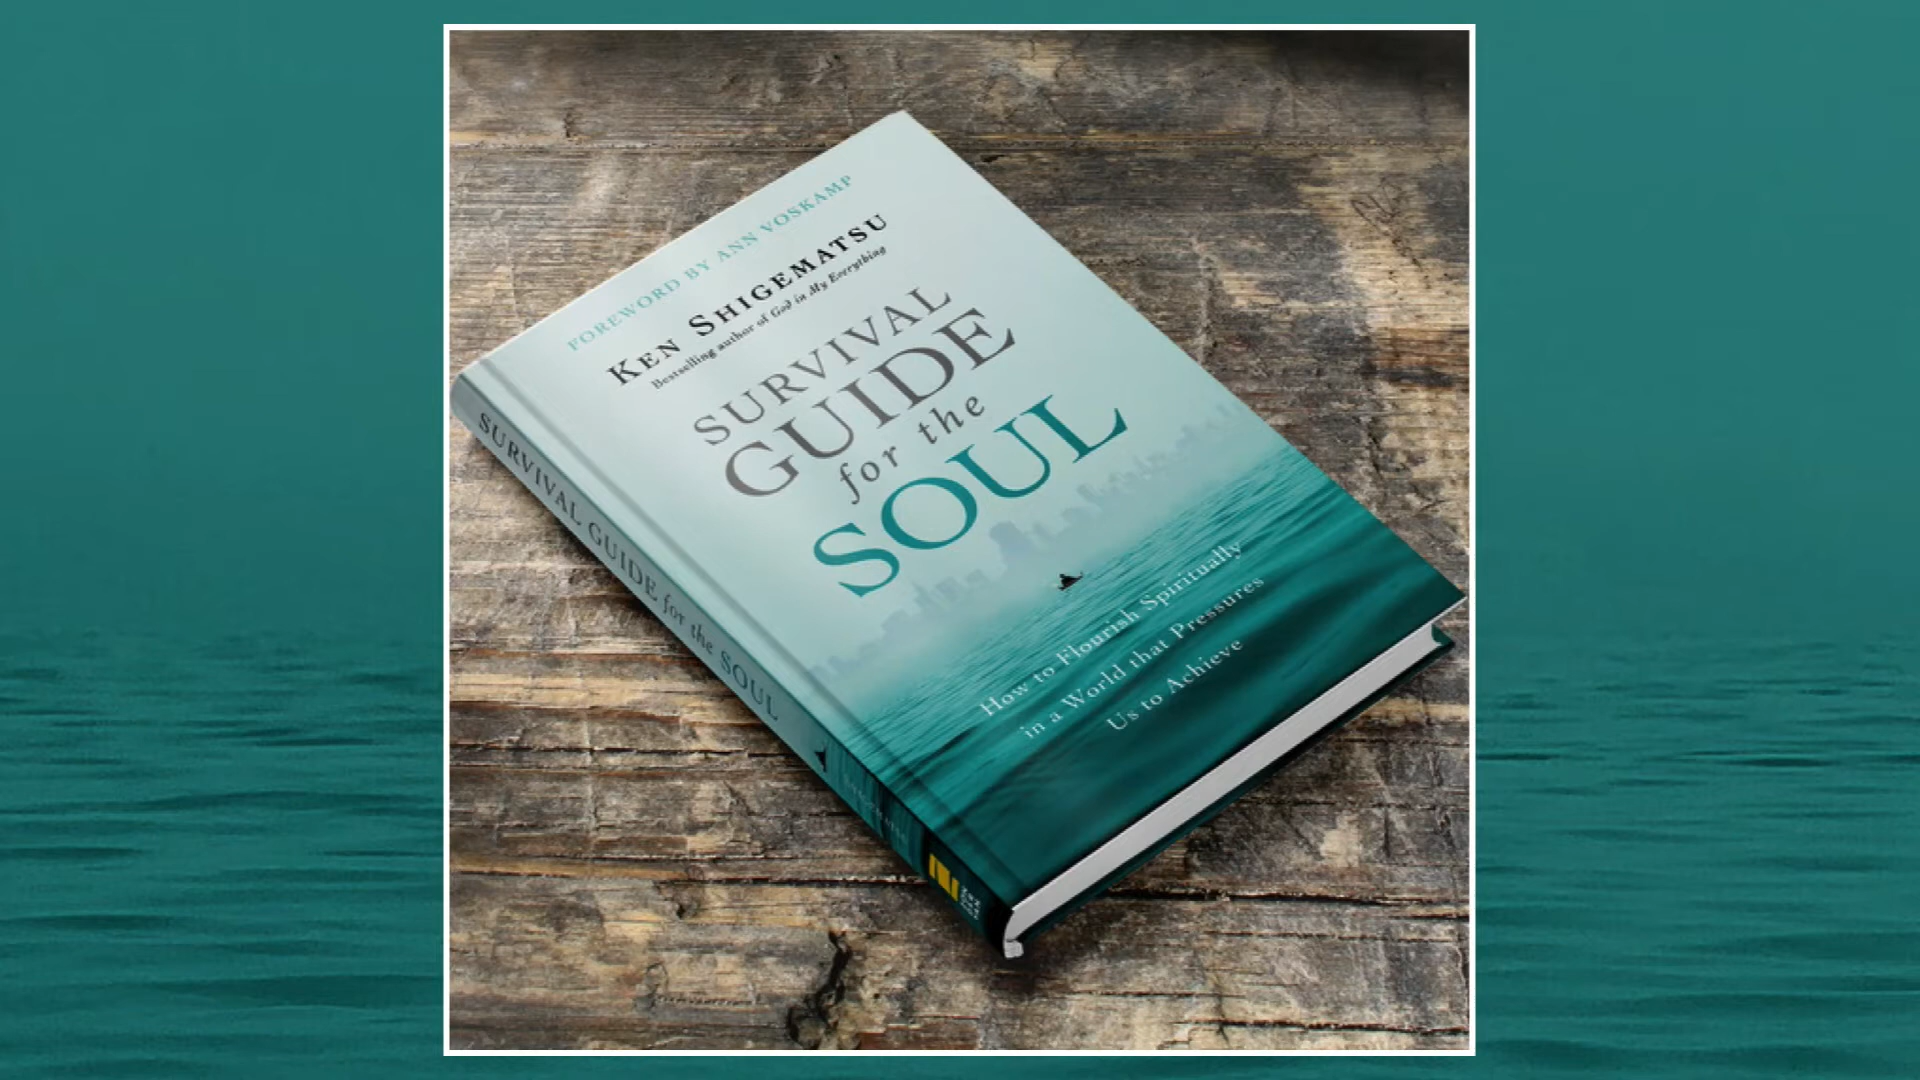 FOREWORD BY ANN VOSKAMP
KEN SHIGEMATSU
Bestselling author of God in My Everything
SURVIVAL
GUIDE
for the
SOUL
How to Flourish Spiritually
in a World that Pressures
Us to Achieve
SURVIVAL GUIDE for the SOUL